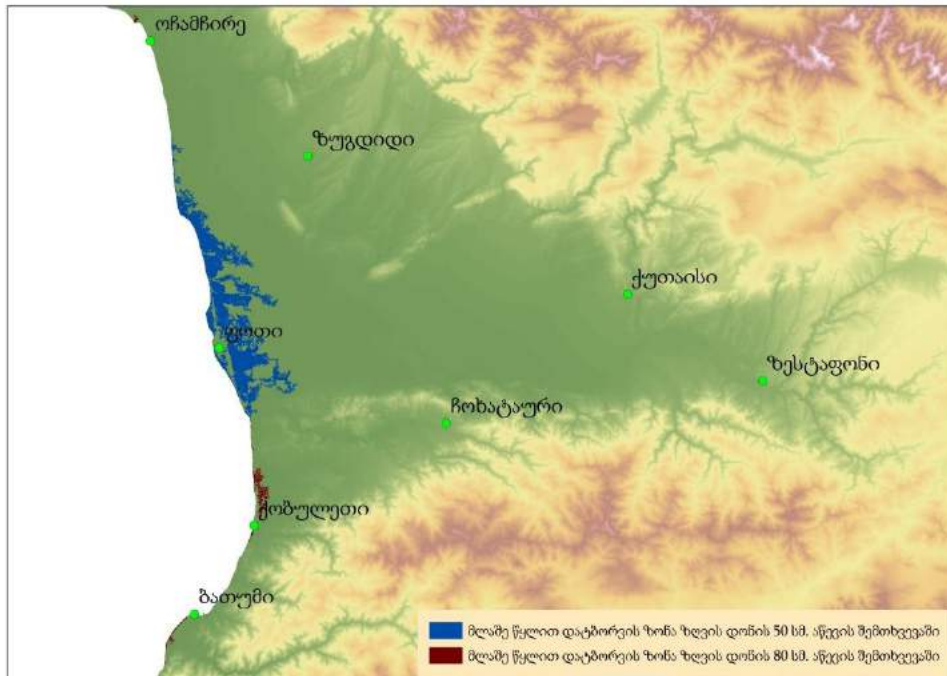 ოჩამჩირე
ზუგდიდი
ქუთაისი
ფოთი
ზესტაფონი
ჩოხატაური
ქობულეთი
ბათუმი
მლაშე წყლით დატბორვის ზონა ზღვის დონის 50 სმ. აწევის შემთხვევაში
მლაშე წყლით დატბორვის ზონა ზღვის დონის 80 სმ. აწევის შემთხვევაში